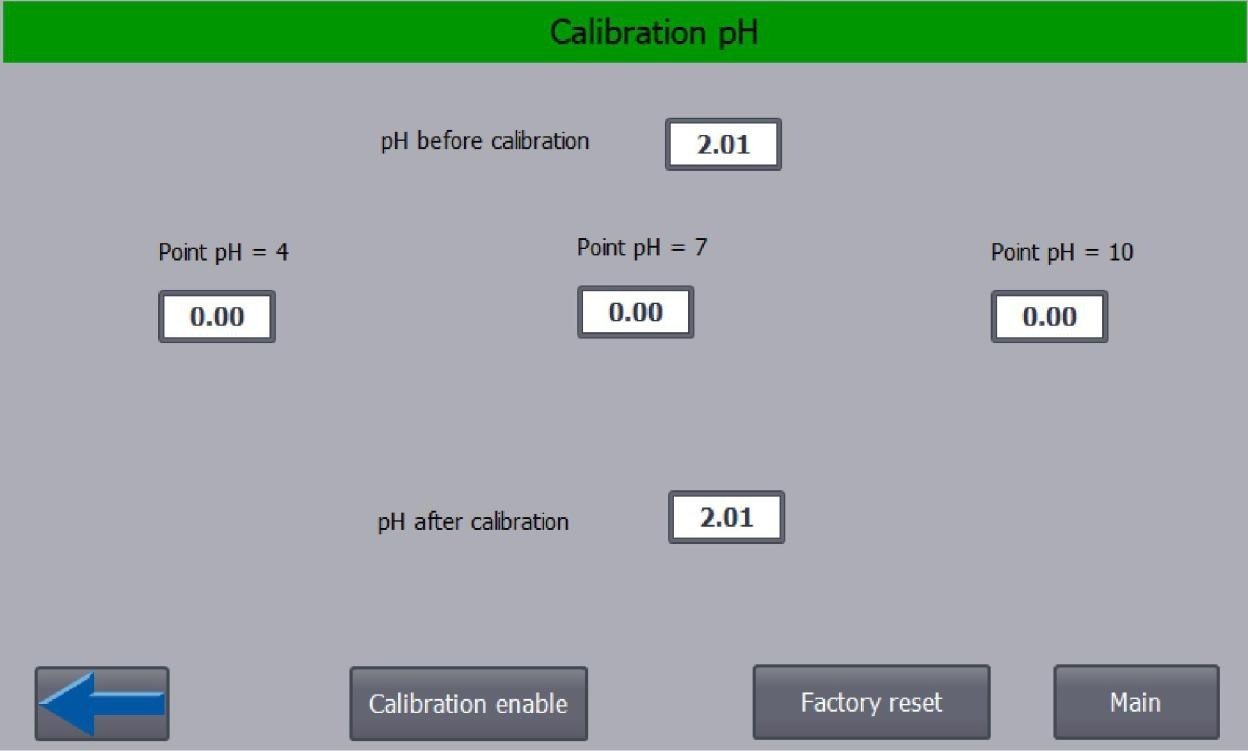 Calibration pH
pH before calibration 2.01
Point pH = 4 Point pH = 7 Point pH = 10
0.00 0.00 0.00
pH after calibration 2.01
Calibration enable Factory reset Main